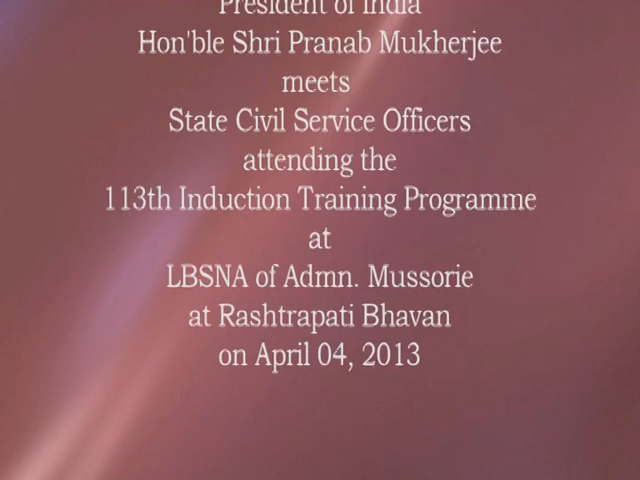 President of India
Hon'ble Shri Pranab Mukherjee
meets
State Civil Service Officers
attending the
113th Induction Training Programme
at
LBSNA of Admn. Mussorie
at Rashtrapati Bhavan
on April 04, 2013